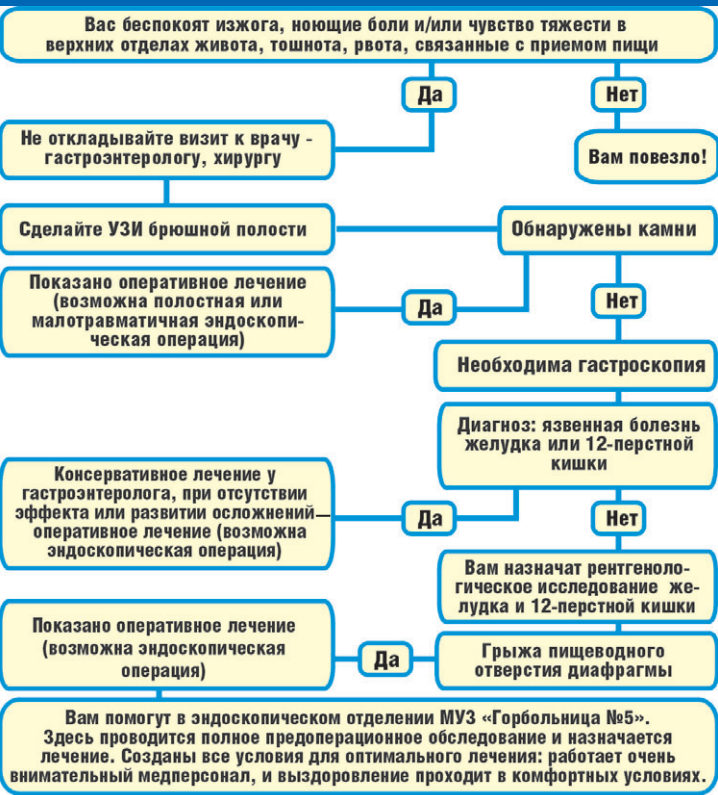 Вас беспокоят изжога, ноющие боли и/или чувство тяжести в
верхних отделах живота, тошнота, рвота, связанные с приемом пищи
Да
Нет
Не откладывайте визит к врачу -
гастроэнтерологу, хирургу
Вам повезло!
Сделайте УЗИ брюшной полости
Обнаружены камни
Показано оперативное лечение
(возможна полостная или
малотравматичная эндоскопи-
ческая операция)
Да
Нет
Необходима гастроскопия
Диагноз: язвенная болезнь
желудка или 12-перстной
кишки
Консервативное лечение у
гастроэнтеролога, при отсутствии
эффекта или развитии осложнений—
оперативное лечение (возможна
эндоскопическая операция)
Да
Нет
Вам назначат рентгеноло-
гическое исследование же-
лудка и 12-перстной кишки
Показано оперативное лечение
(возможна эндоскопическая
операция)
Да
Грыжа пищеводного
отверстия диафрагмы
Вам помогут в эндоскопическом отделении МУЗ «Горбольница №5».
Здесь проводится полное предоперационное обследование и назначается
лечение. Созданы все условия для оптимального лечения: работает очень
внимательный медперсонал, и выздоровление проходит в комфортных условиях.